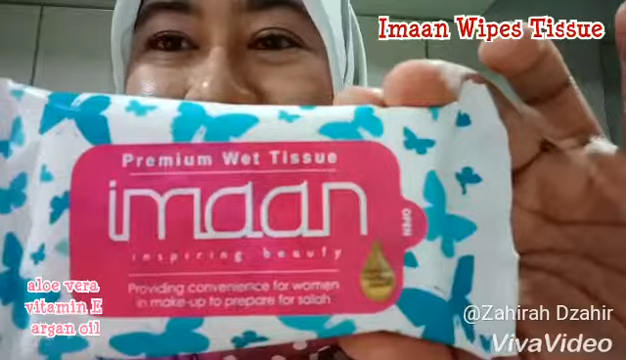 Imaan Wipes Tissue
Premium Wet Tissue
imaan
inspiring beauty
OPEN
Providing convenience for women
in make-up to prepare for salah
aloe vera
vitamin E
argan oil
@Zahirah Dzahir
VivaVideo